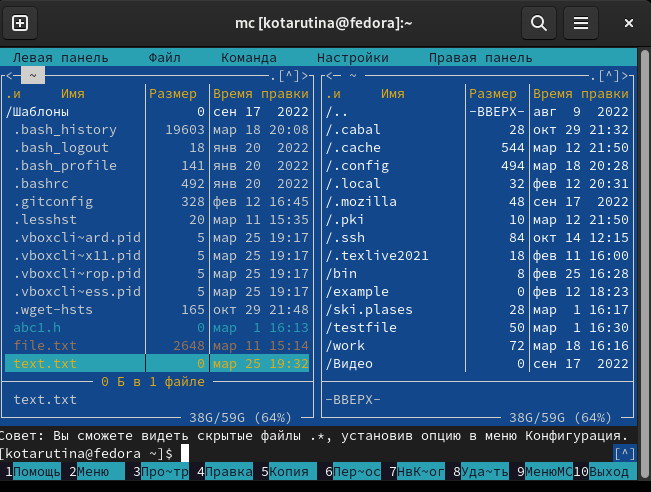 mc [kotarutina@fedora]:~
Левая панель Файл Команда Настройки Правая панель
<─ ~ ─.[^]>
.и Имя Размер Время правки
/Шаблоны 0 сен 17 2022
.bash_history 19603 мар 18 20:08
.bash_logout 18 янв 20 2022
.bash_profile 141 янв 20 2022
.bashrc 492 янв 20 2022
.gitconfig 328 фев 12 16:45
.lesshst 20 мар 11 15:35
.vboxcli~ard.pid 5 мар 25 19:17
.vboxcli~x11.pid 5 мар 25 19:17
.vboxcli~rop.pid 5 мар 25 19:17
.vboxcli~ess.pid 5 мар 25 19:17
.wget-hsts 165 окт 29 21:48
abc1.h 0 мар 1 16:13
file.txt 2648 мар 11 15:14
text.txt 0 мар 25 19:32
0 Б в 1 файле
text.txt
38G/59G (64%)
<─ ~ ─.[^]>
.и Имя Размер Время правки
/.. -ВВЕРХ- авг 9 2022
/.cabal 28 окт 29 21:32
/.cache 544 мар 12 21:50
/.config 494 мар 18 20:28
/.local 32 фев 12 20:31
/.mozilla 48 сен 17 2022
/.pki 10 мар 12 21:50
/.ssh 84 окт 14 12:15
/.texlive2021 18 фев 11 16:00
/bin 8 фев 25 16:28
/example 0 фев 12 18:23
/ski.plases 28 мар 1 16:17
/testfile 50 мар 1 16:30
/work 72 мар 18 16:16
/Видео 0 сен 17 2022
-ВВЕРХ-
38G/59G (64%)
Совет: Вы сможете видеть скрытые файлы .*, установив опцию в меню Конфигурация.
[kotarutina@fedora ~]$ [^]
1Помощь 2Меню 3Про~тр 4Правка 5Копия 6Пер~ос 7НвК~ог 8Уда~ть 9МенюМС 10Выход